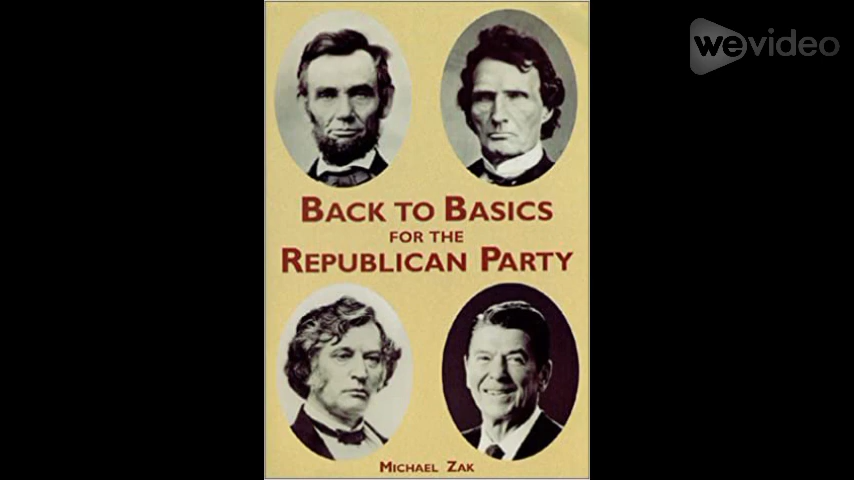 wevideo
BACK TO BASICS
FOR THE
REPUBLICAN PARTY
MICHAEL ZAK